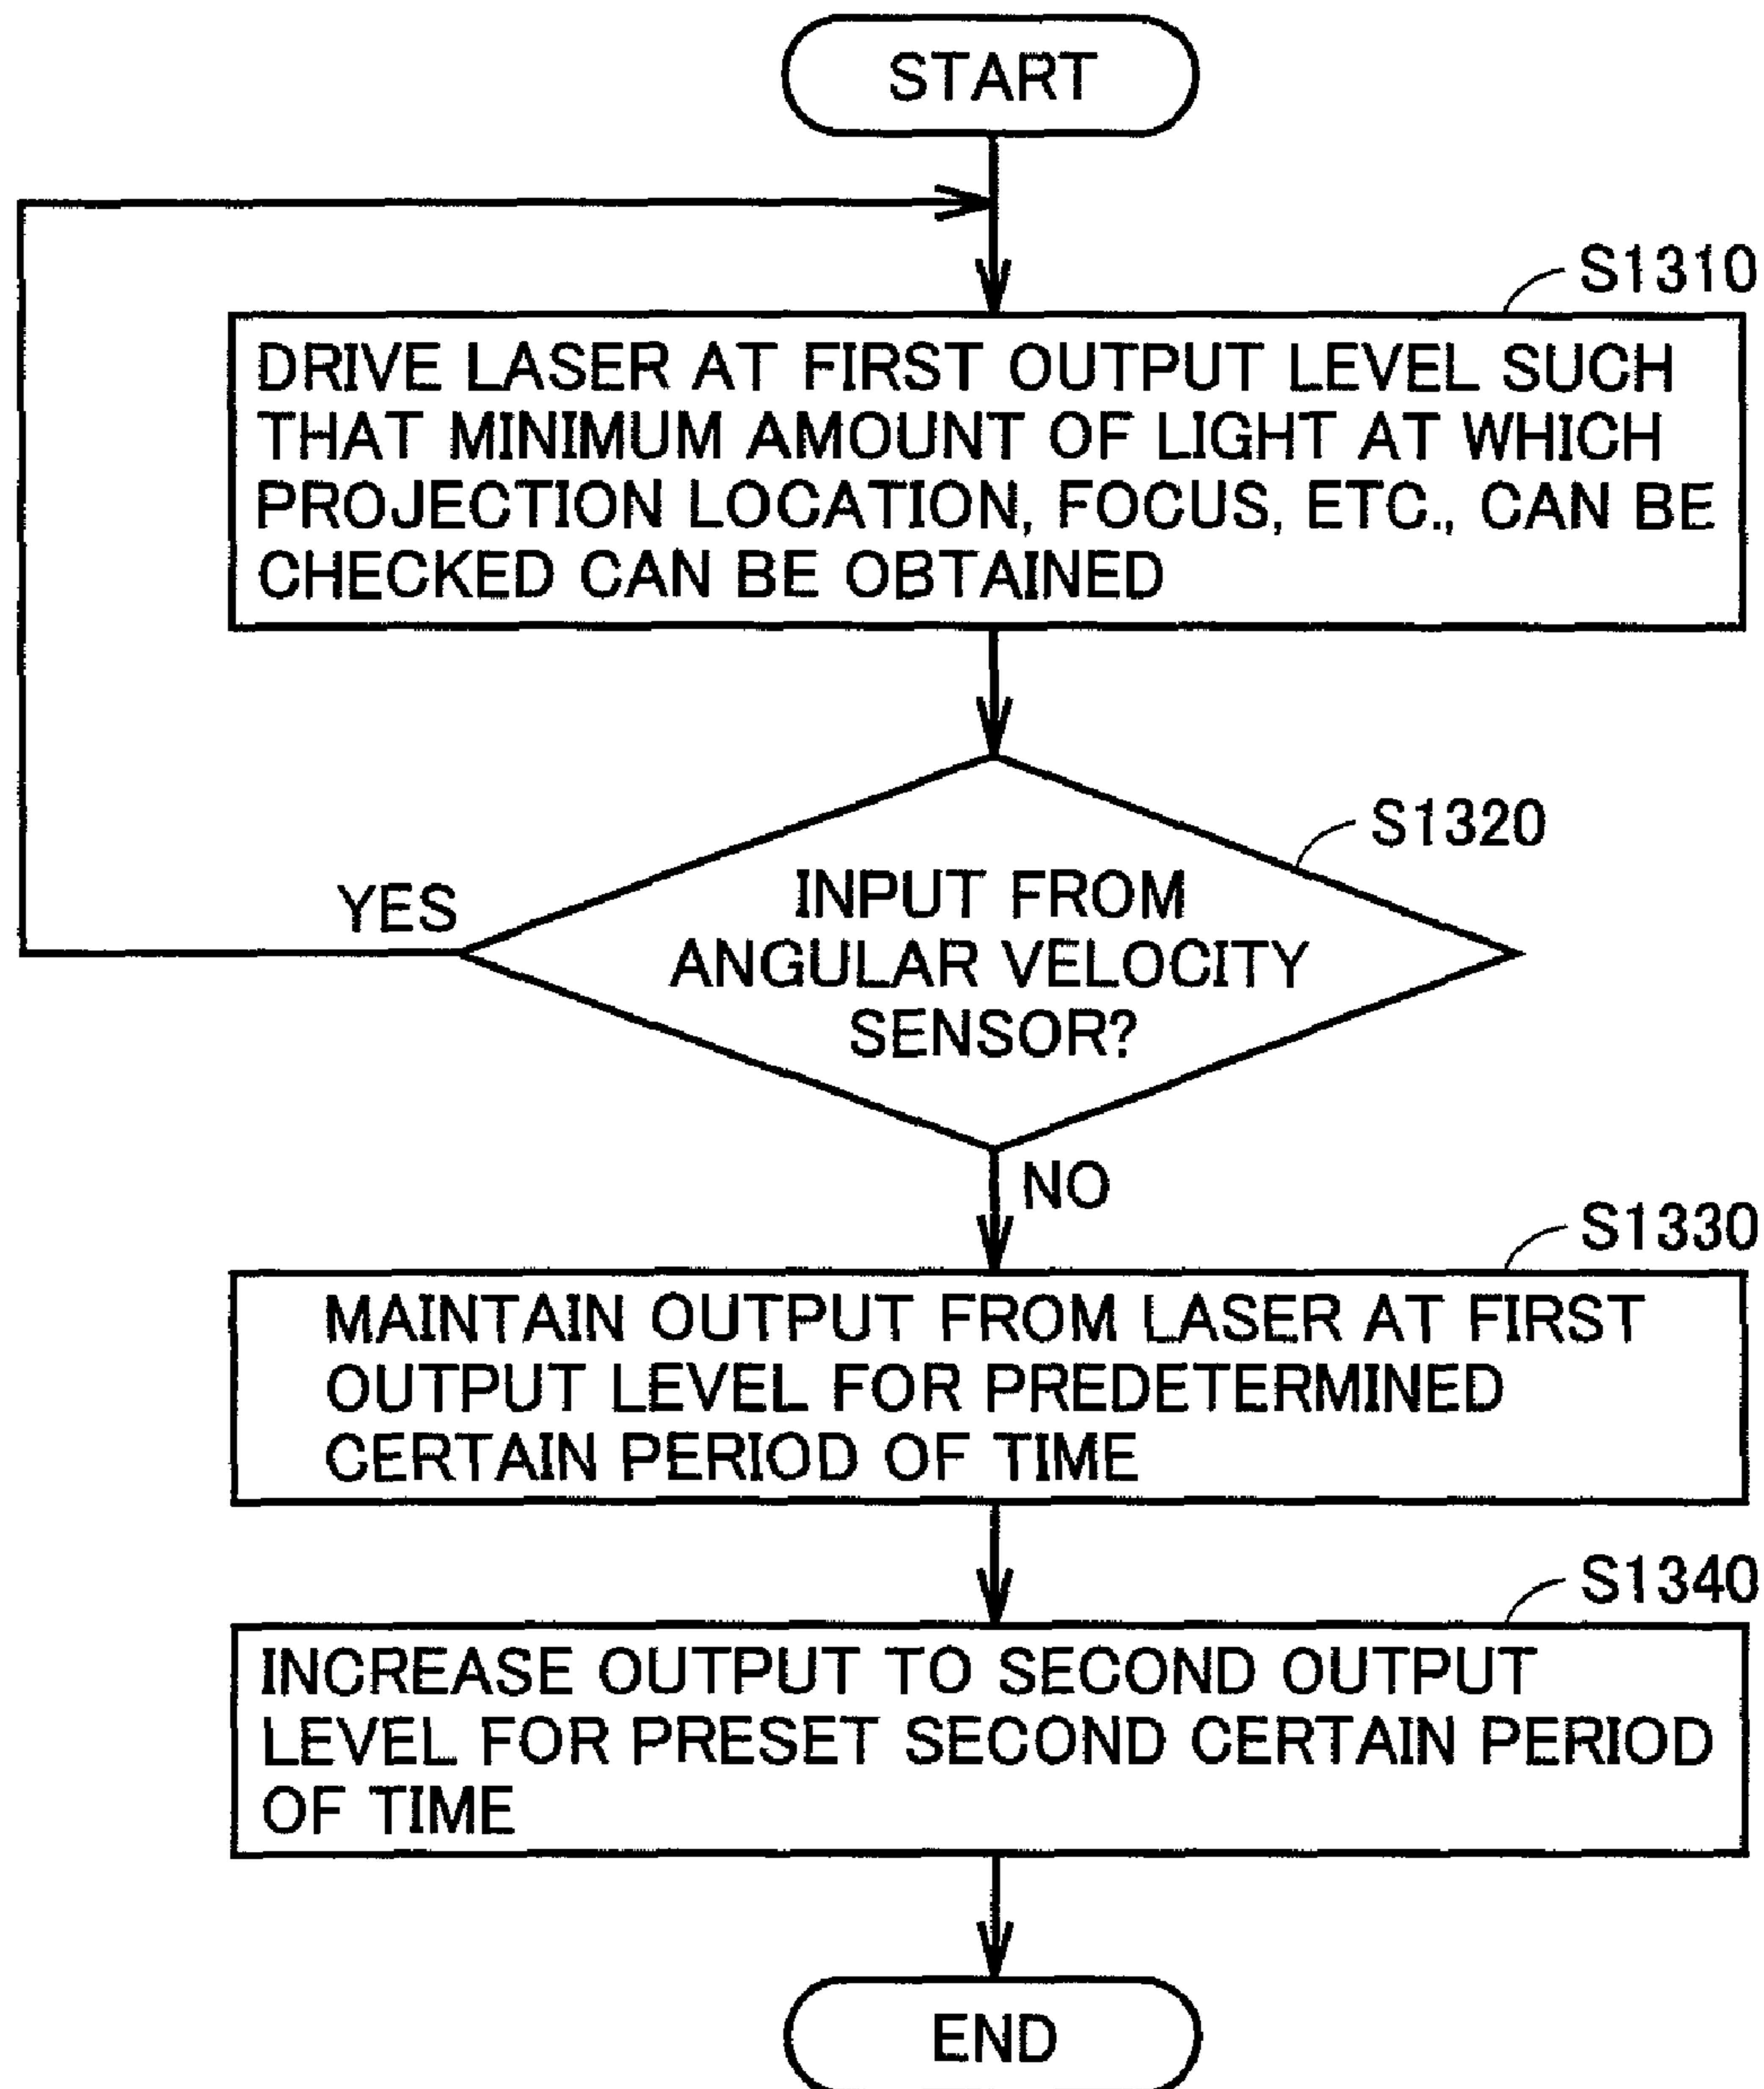 START
S1310
DRIVE LASER AT FIRST OUTPUT LEVEL SUCH
THAT MINIMUM AMOUNT OF LIGHT AT WHICH
PROJECTION LOCATION, FOCUS, ETC., CAN BE
CHECKED CAN BE OBTAINED
S1320
YES
INPUT FROM
ANGULAR VELOCITY
SENSOR?
NO
S1330
MAINTAIN OUTPUT FROM LASER AT FIRST
OUTPUT LEVEL FOR PREDETERMINED
CERTAIN PERIOD OF TIME
S1340
INCREASE OUTPUT TO SECOND OUTPUT
LEVEL FOR PRESET SECOND CERTAIN PERIOD
OF TIME
END